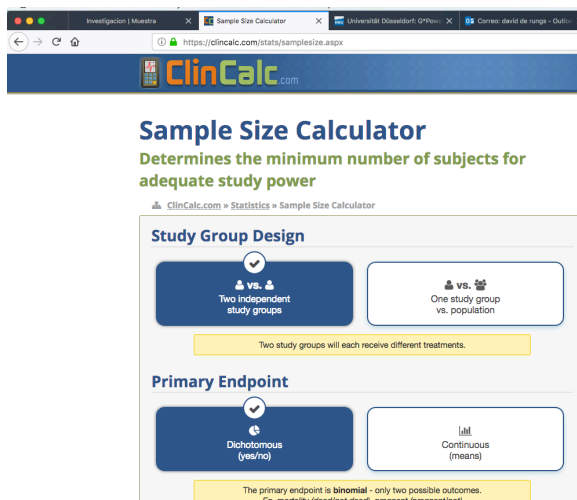 Investigacion | Muestra
Sample Size Calculator
Universität Düsseldorf: G*Powe
Correo: david de rungs - Outloo
https://clincalc.com/stats/samplesize.aspx
ClinCalc.com
Sample Size Calculator
Determines the minimum number of subjects for
adequate study power
ClinCalc.com » Statistics » Sample Size Calculator
Study Group Design
vs.
Two independent
study groups
vs.
One study group
vs. population
Two study groups will each receive different treatments.
Primary Endpoint
Dichotomous
(yes/no)
Continuous
(means)
The primary endpoint is binomial - only two possible outcomes.